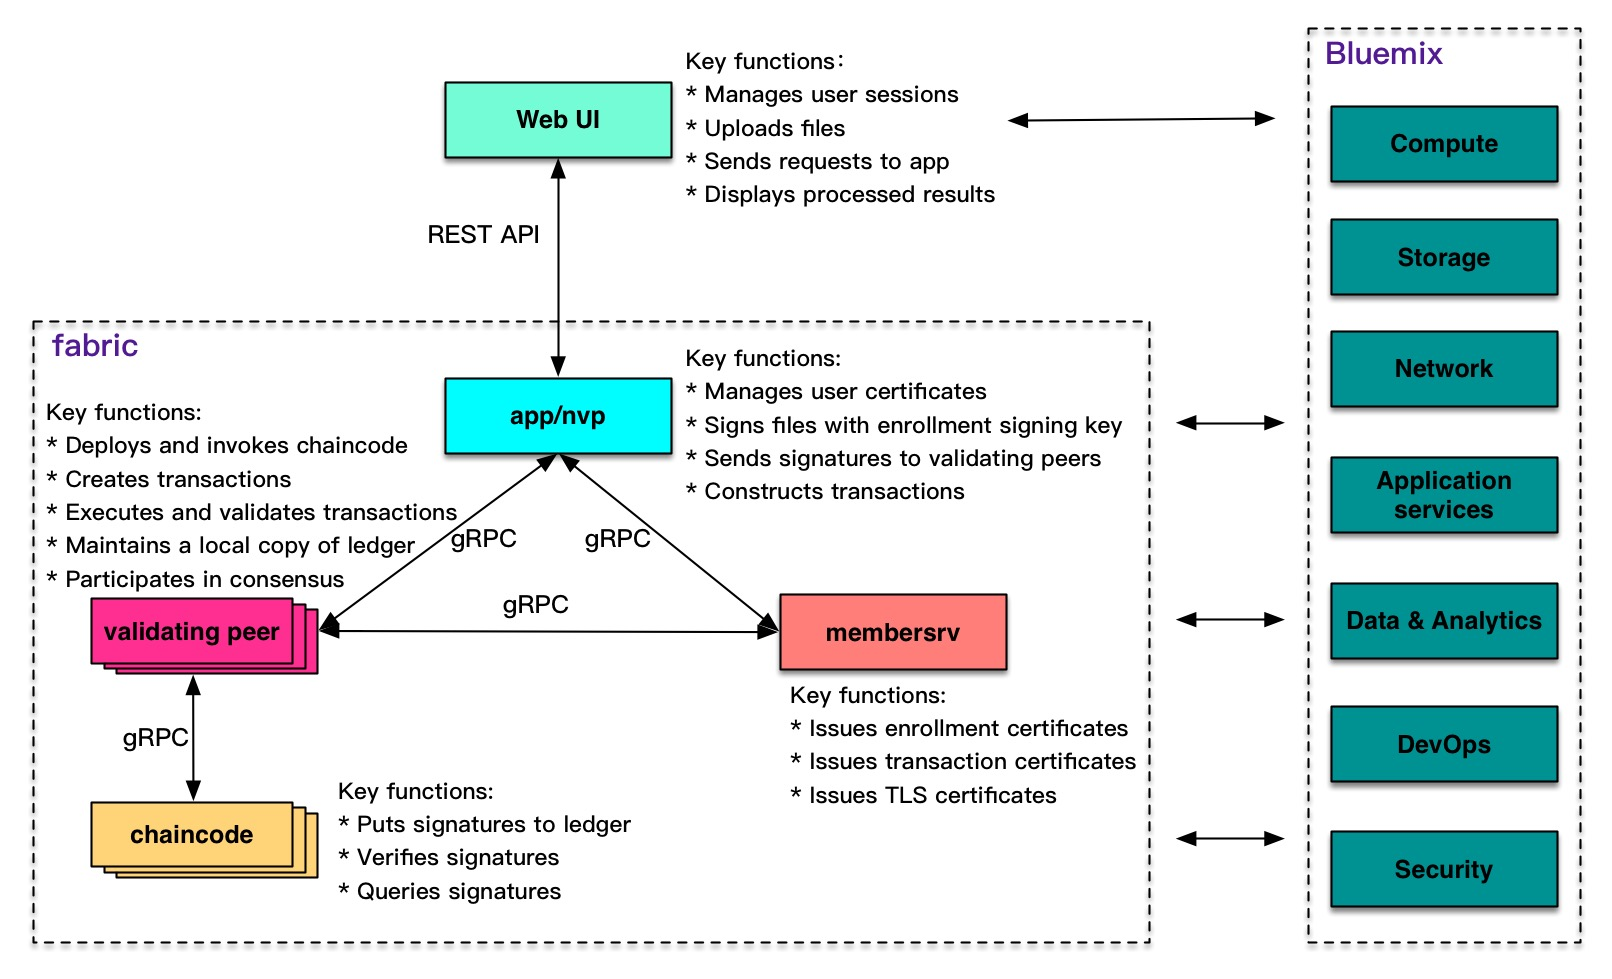 Key functions:
* Manages user sessions
* Uploads files
* Sends requests to app
* Displays processed results
Web UI
REST API
fabric
Key functions:
* Manages user certificates
* Signs files with enrollment signing key
* Sends signatures to validating peers
* Constructs transactions
app/nvp
Key functions:
* Deploys and invokes chaincode
* Creates transactions
* Executes and validates transactions
* Maintains a local copy of ledger
* Participates in consensus
gRPC
gRPC
gRPC
validating peer
membersrv
Key functions:
* Issues enrollment certificates
* Issues transaction certificates
* Issues TLS certificates
gRPC
chaincode
Key functions:
* Puts signatures to ledger
* Verifies signatures
* Queries signatures
Bluemix
Compute
Storage
Network
Application
services
Data & Analytics
DevOps
Security